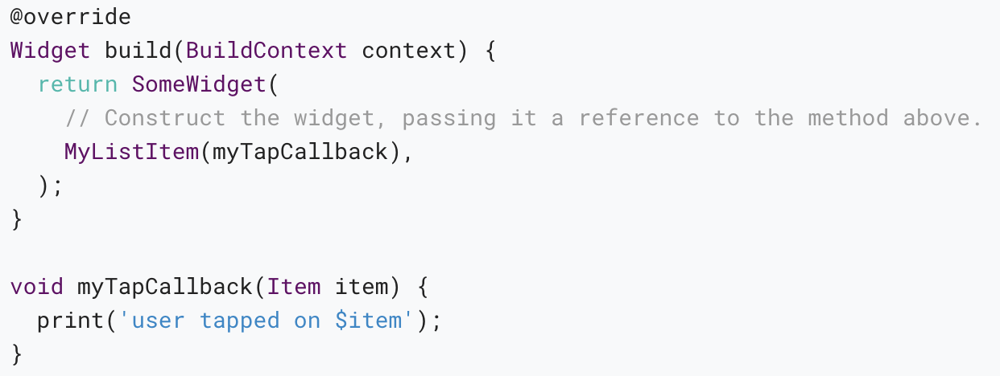 @override
Widget build(BuildContext context) {
  return SomeWidget(
    // Construct the widget, passing it a reference to the method above.
    MyListItem(myTapCallback),
  );
}

void myTapCallback(Item item) {
  print('user tapped on $item');
}